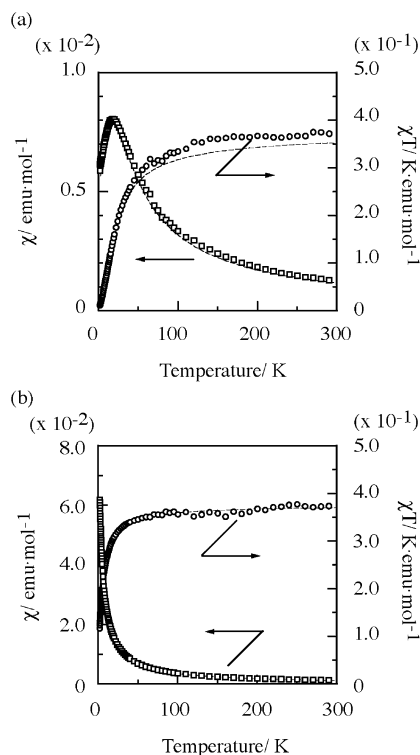 (a)
(x 10-2)
(x 10-1)
1.0
0.5
0
χ/ emu·mol-1
5.0
4.0
3.0
2.0
1.0
0
χT/ K·emu·mol-1
0
100
200
300
Temperature/ K
(b)
(x 10-2)
(x 10-1)
8.0
6.0
4.0
2.0
0
χ/ emu·mol-1
5.0
4.0
3.0
2.0
1.0
0
χT/ K·emu·mol-1
0
100
200
300
Temperature/ K